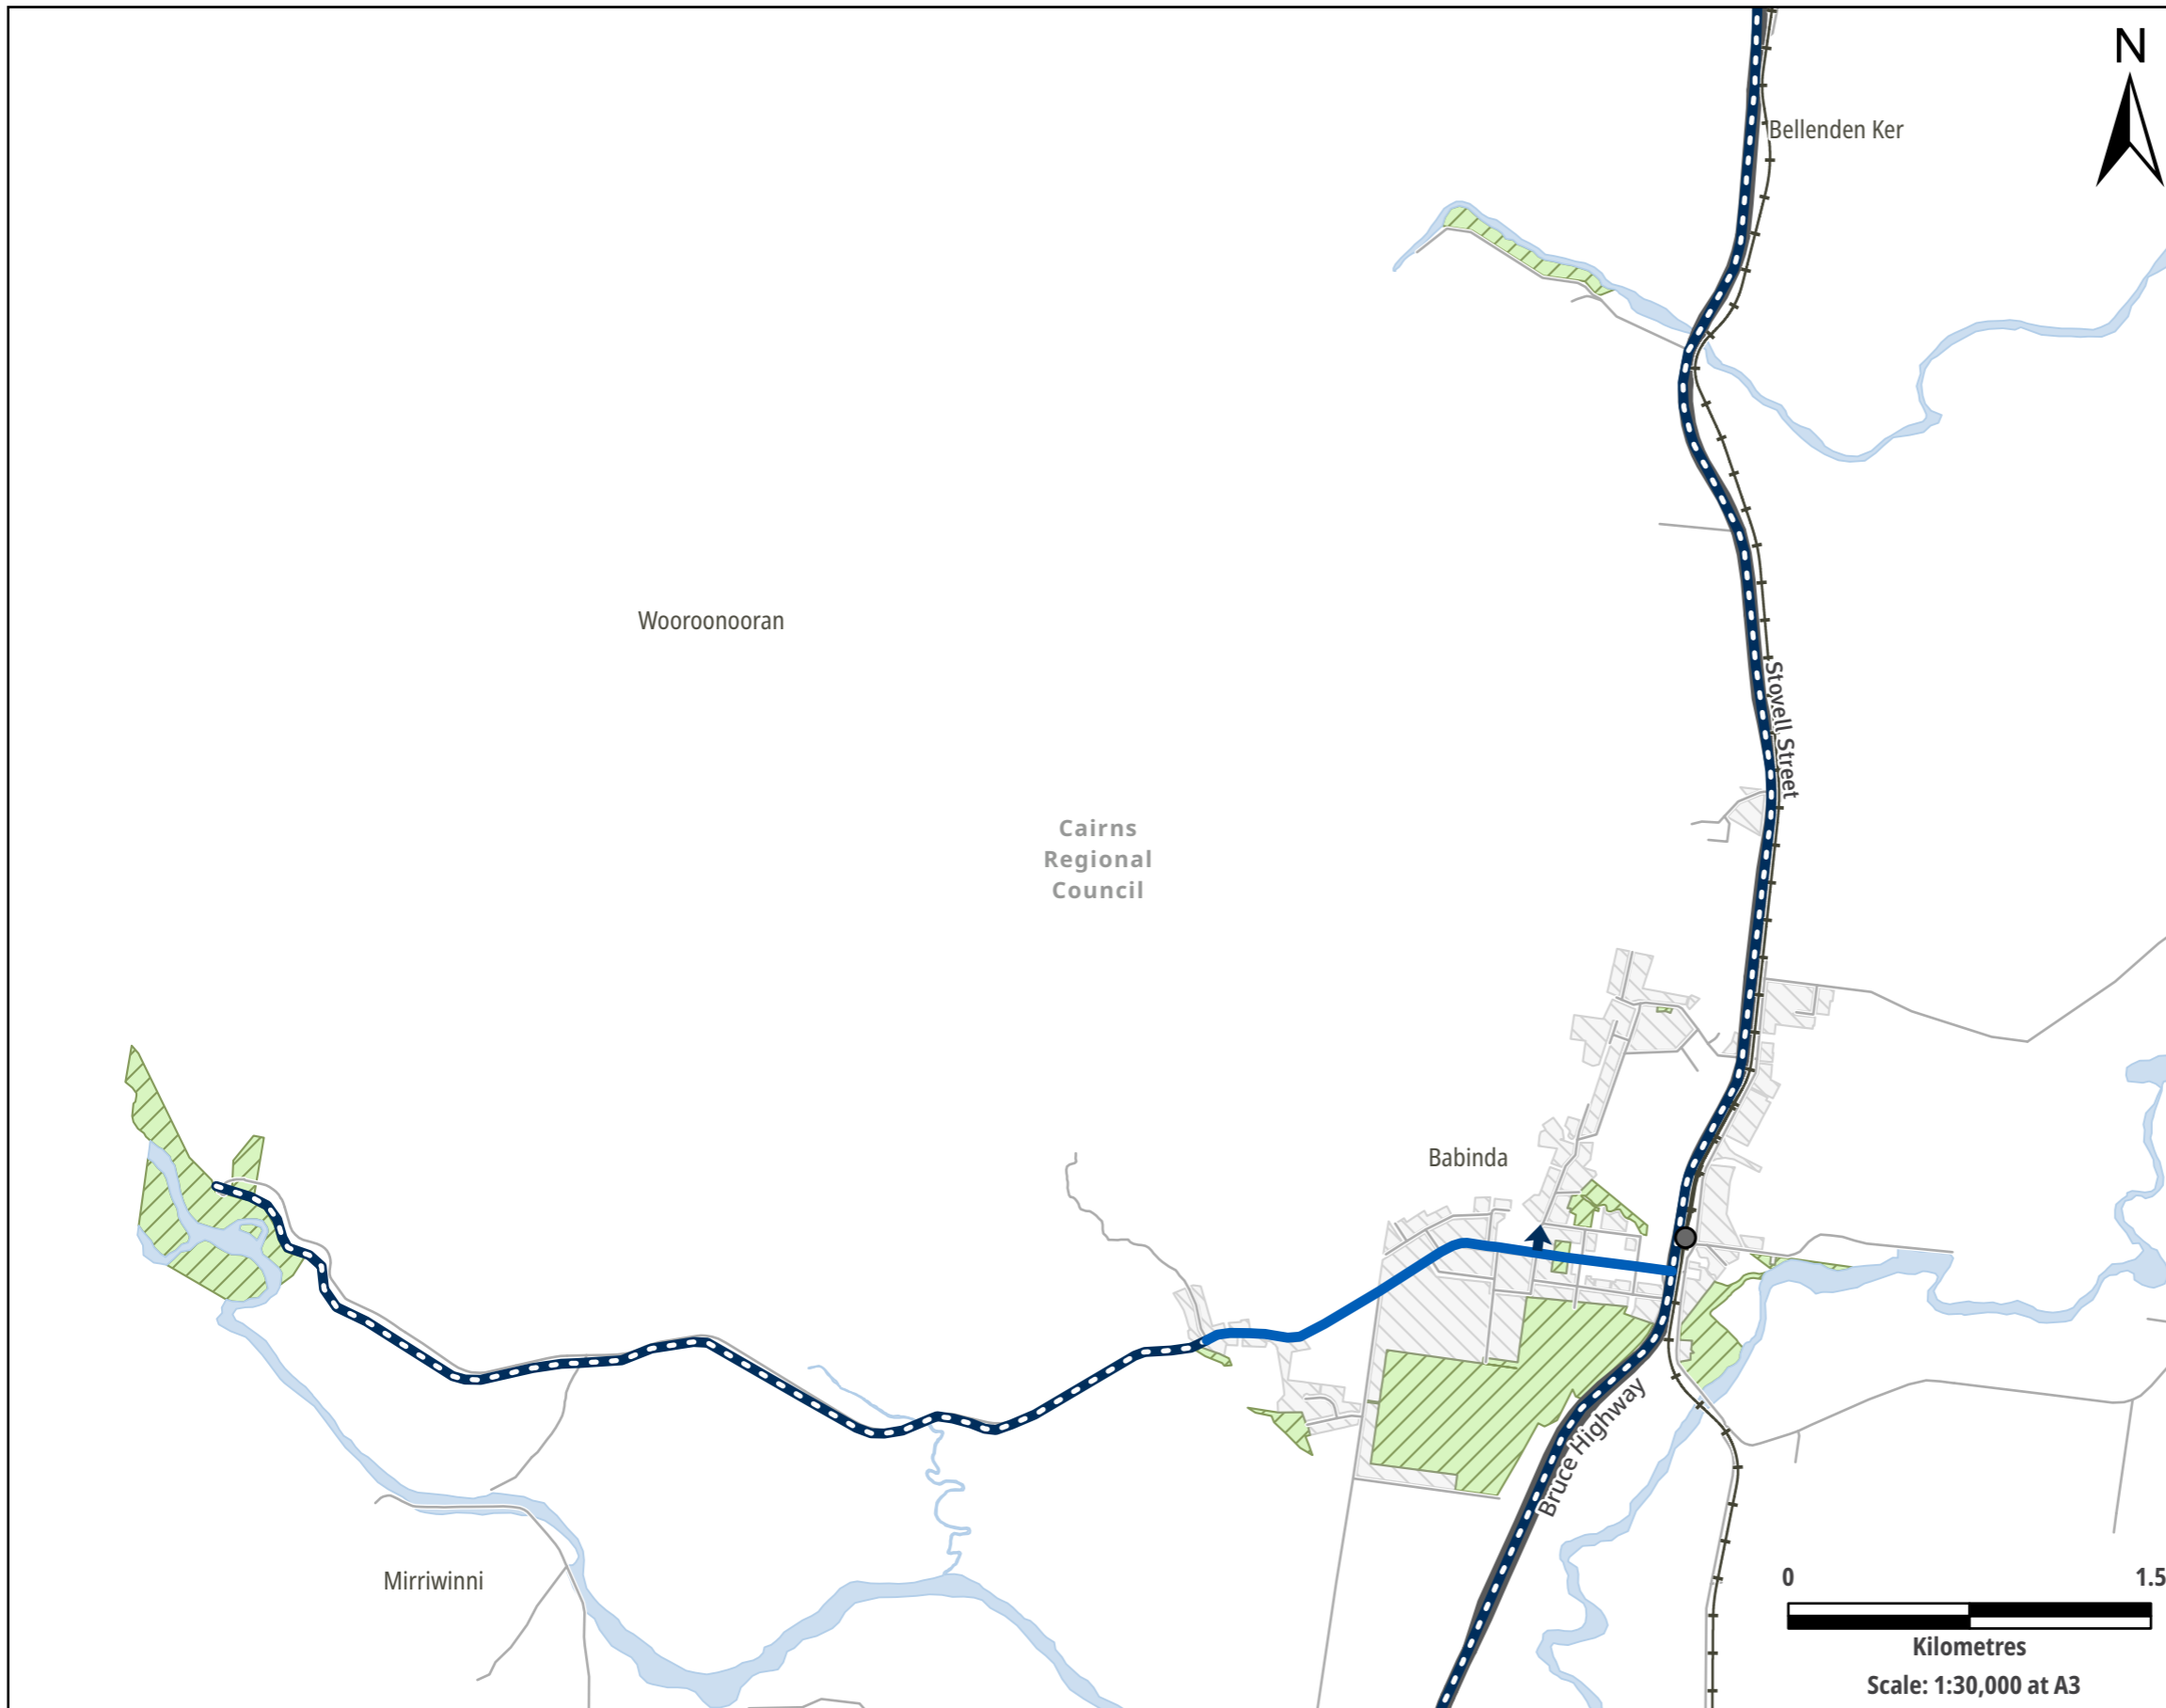 N
Bellenden Ker
Wooroonooran
Stovell Street
Cairns
Regional
Council
Babinda
Bruce Highway
Mirriwinni
0 1.5
Kilometres
Scale: 1:30,000 at A3